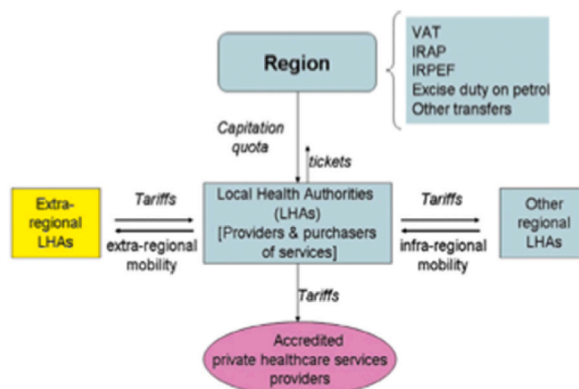 Region
VAT
IRAP
IRPEF
Excise duty on petrol
Other transfers
Capitation
quota
tickets
Extra-
regional
LHAs
Tariffs
extra-regional
mobility
Local Health Authorities
(LHAs)
[Providers & purchasers
of services]
Tariffs
infra-regional
mobility
Other
regional
LHAs
Tariffs
Accredited
private healthcare services
providers